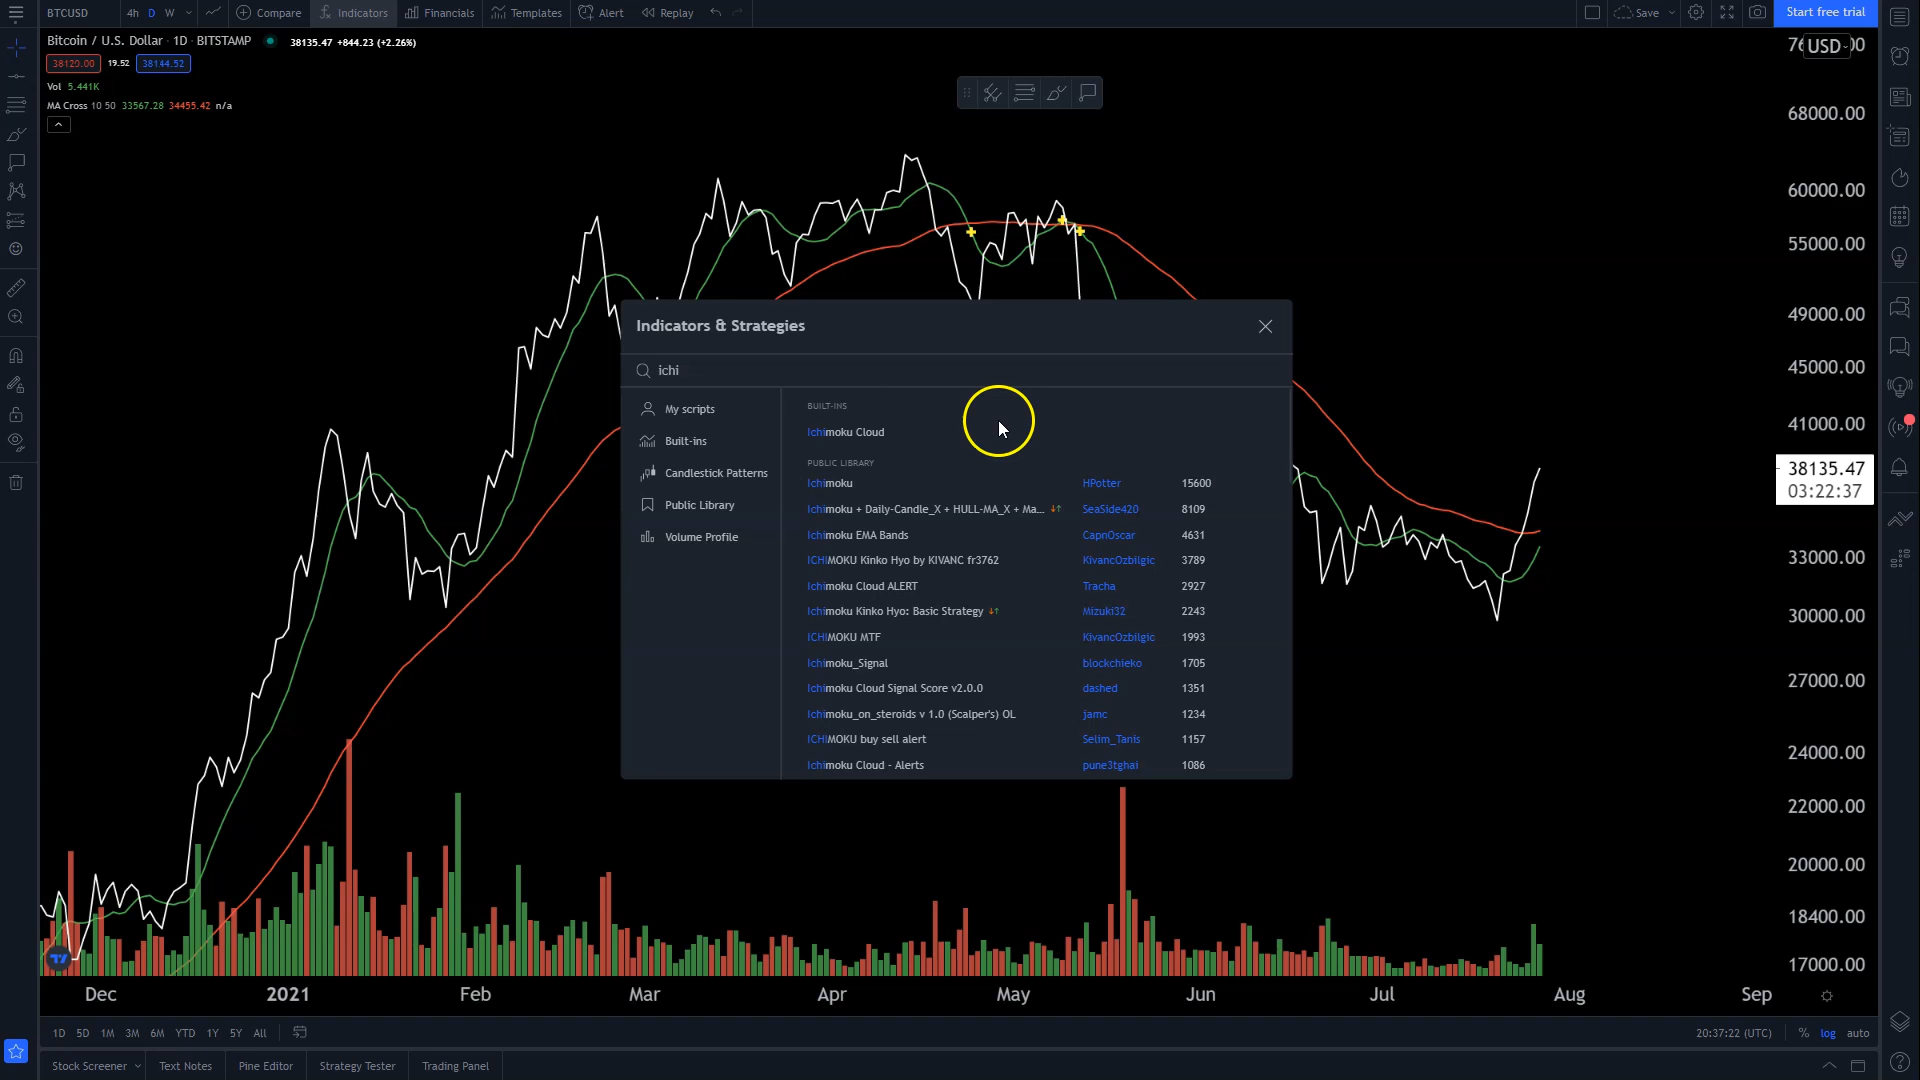 BTCUSD 4h D W Compare Indicators Financials Templates Alert Replay Save Start free trial
Bitcoin / U.S. Dollar · 1D · BITSTAMP 38135.47 +844.23 (+2.26%)
38120.00 19.52 38144.52
Vol 5.441K
MA Cross 10 50 33567.28 34455.42 n/a
USD
68000.00
60000.00
55000.00
49000.00
45000.00
41000.00
38135.47
03:22:37
33000.00
30000.00
27000.00
24000.00
22000.00
20000.00
18400.00
17000.00
Indicators & Strategies
ichi
My scripts
Built-ins
Candlestick Patterns
Public Library
Volume Profile
BUILT-INS
Ichimoku Cloud
PUBLIC LIBRARY
Ichimoku HPotter 15600
Ichimoku + Daily-Candle_X + HULL-MA_X + Ma... SeaSide420 8109
Ichimoku EMA Bands CapnOscar 4631
ICHIMOKU Kinko Hyo by KIVANC fr3762 KivancOzbilgic 3789
Ichimoku Cloud ALERT Tracha 2927
Ichimoku Kinko Hyo: Basic Strategy Mizuki32 2243
ICHIMOKU MTF KivancOzbilgic 1993
Ichimoku_Signal blockchieko 1705
Ichimoku Cloud Signal Score v2.0.0 dashed 1351
Ichimoku_on_steroids v 1.0 (Scalper's) OL jamc 1234
ICHIMOKU buy sell alert Selim_Tanis 1157
Ichimoku Cloud - Alerts pune3tghai 1086
Dec 2021 Feb Mar Apr May Jun Jul Aug Sep
1D 5D 1M 3M 6M YTD 1Y 5Y All 20:37:22 (UTC) % log auto
Stock Screener Text Notes Pine Editor Strategy Tester Trading Panel